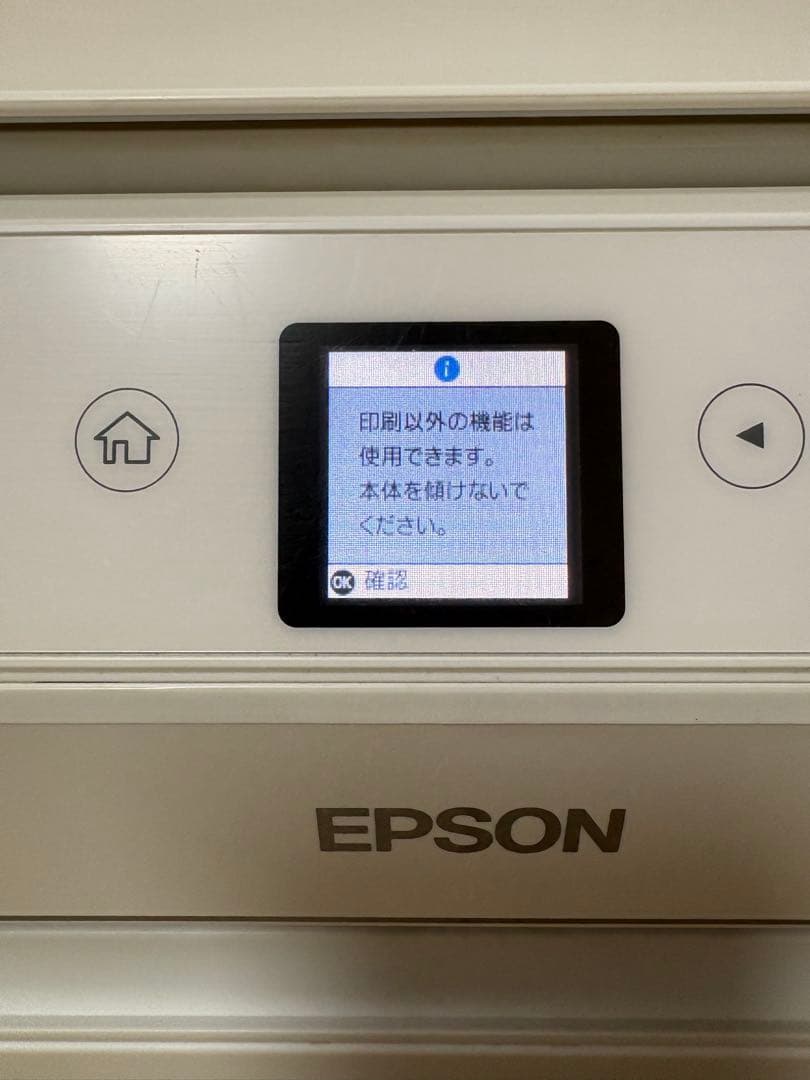 i
印刷以外の機能は
使用できます。
本体を傾けないで
ください。
OK 確認
EPSON